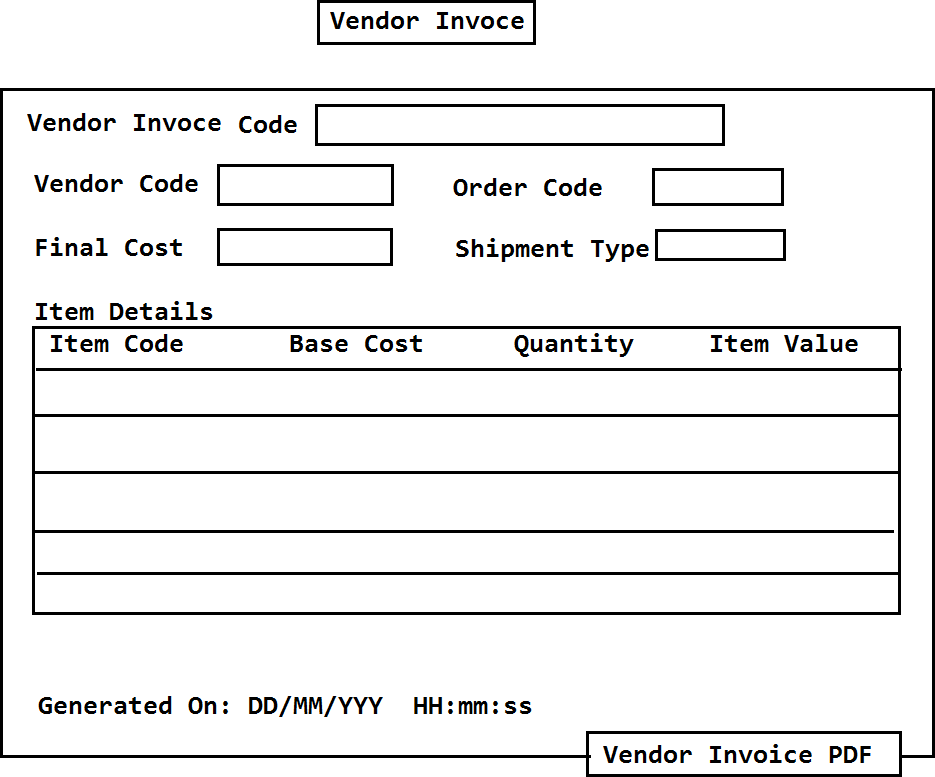 Vendor Invoce
Vendor Invoce Code
Vendor Code Order Code
Final Cost Shipment Type
Item Details
Item Code Base Cost Quantity Item Value
Generated On: DD/MM/YYY HH:mm:ss
Vendor Invoice PDF